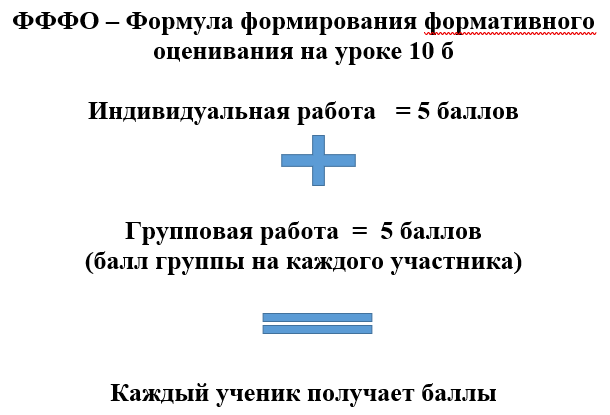 ФФФО – Формула формирования формативного
оценивания на уроке 10 б
Индивидуальная работа = 5 баллов
Групповая работа = 5 баллов
(балл группы на каждого участника)
Каждый ученик получает баллы